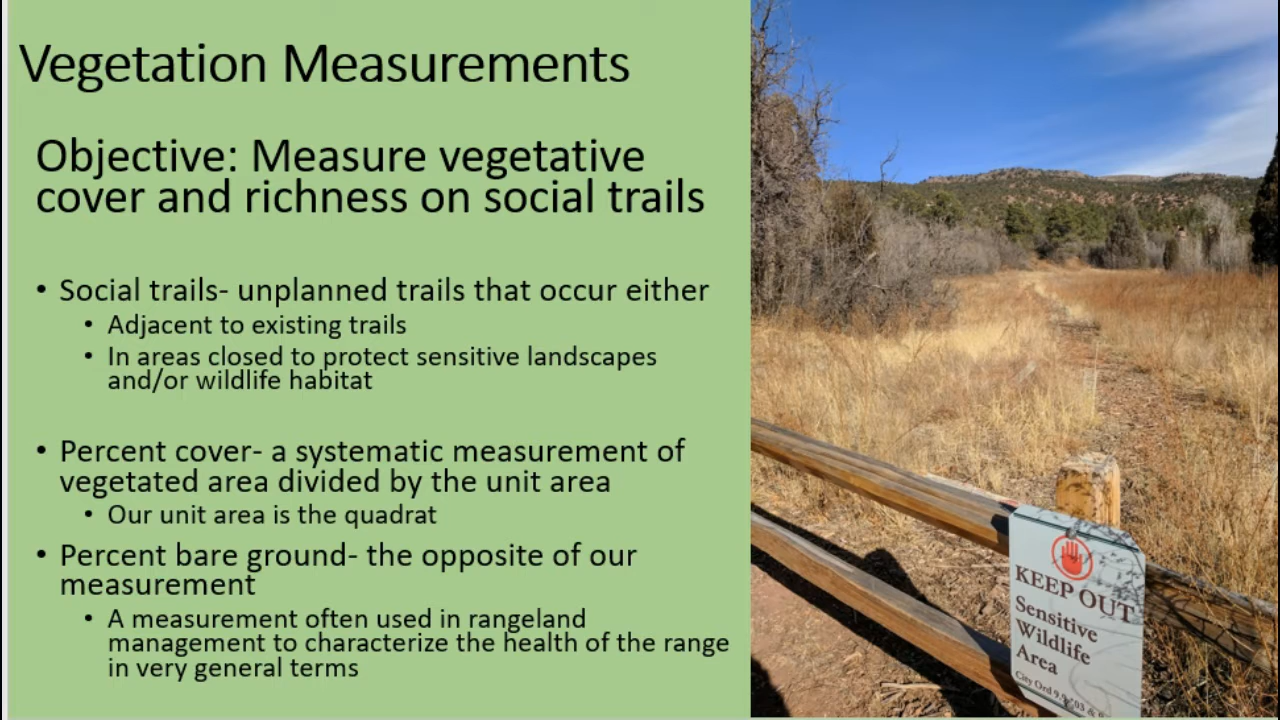 Vegetation Measurements
Objective: Measure vegetative
cover and richness on social trails
• Social trails- unplanned trails that occur either
• Adjacent to existing trails
• In areas closed to protect sensitive landscapes
and/or wildlife habitat
• Percent cover- a systematic measurement of
vegetated area divided by the unit area
• Our unit area is the quadrat
• Percent bare ground- the opposite of our
measurement
• A measurement often used in rangeland
management to characterize the health of the range
in very general terms
KEEP OUT
Sensitive
Wildlife
Area
City Ord